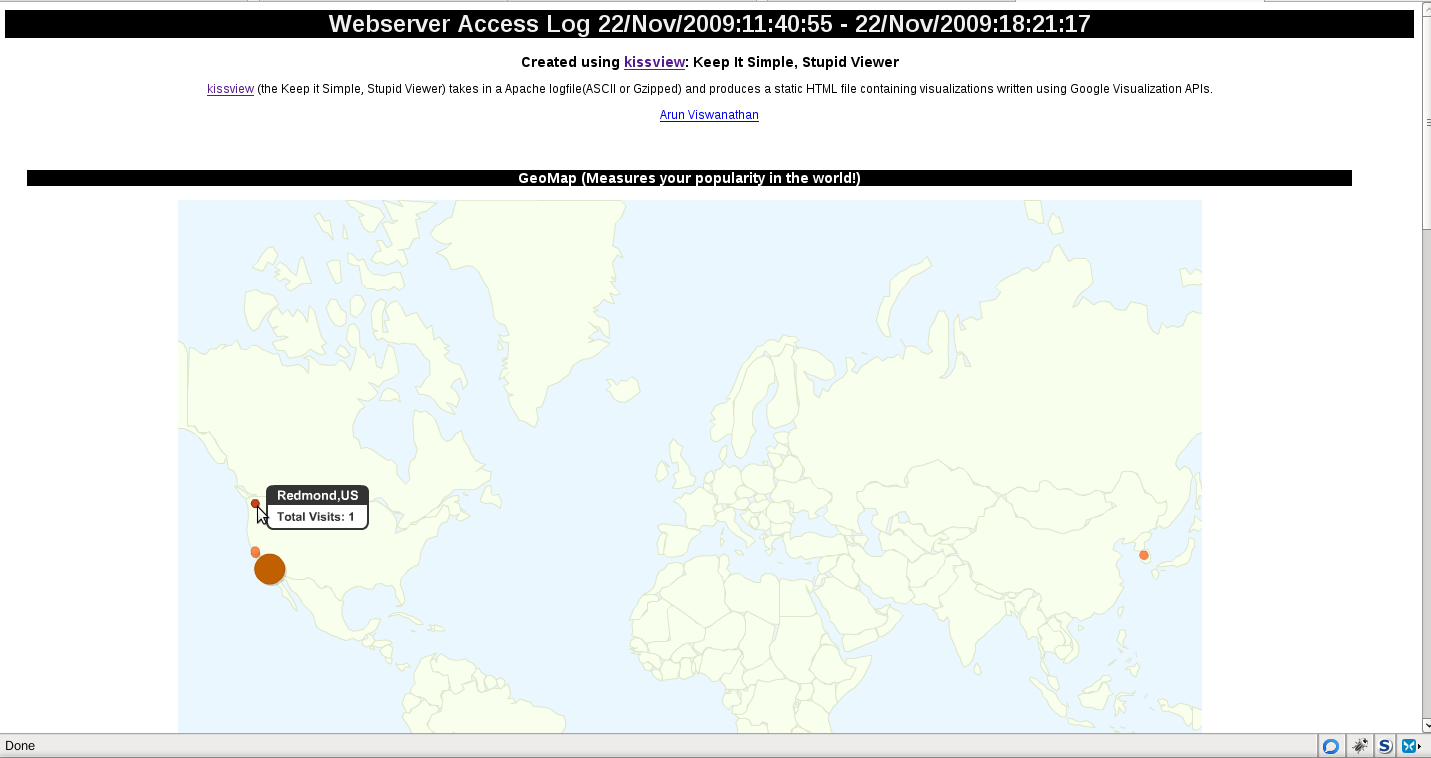 Webserver Access Log 22/Nov/2009:11:40:55 - 22/Nov/2009:18:21:17
Created using kissview: Keep It Simple, Stupid Viewer
kissview (the Keep it Simple, Stupid Viewer) takes in a Apache logfile(ASCII or Gzipped) and produces a static HTML file containing visualizations written using Google Visualization APIs.
Arun Viswanathan
GeoMap (Measures your popularity in the world!)
Redmond,US
Total Visits: 1
Done
S